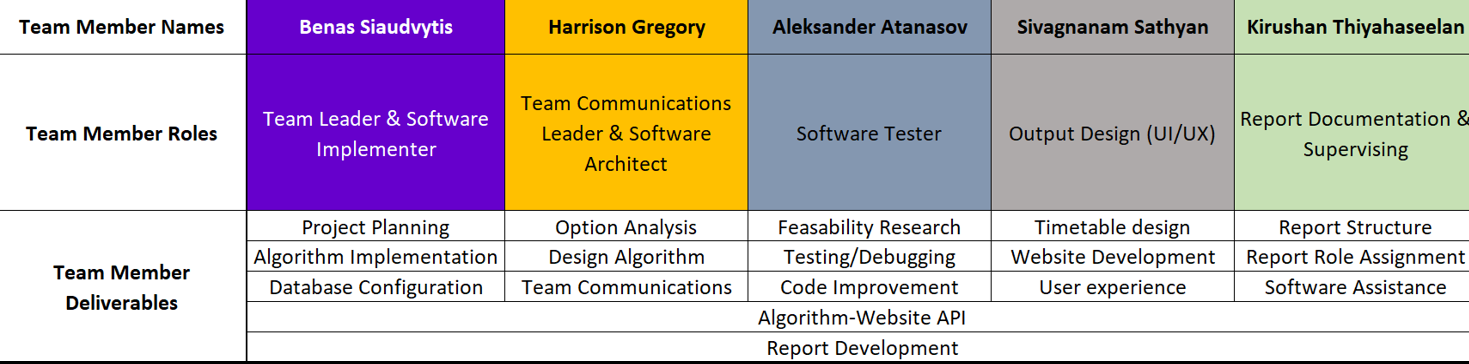 Team Member Names Benas Siaudvytis Harrison Gregory Aleksander Atanasov Sivagnanam Sathyan Kirushan Thiyahaseelan
Team Member Roles
Team Leader & Software
Implementer
Team Communications
Leader & Software
Architect
Software Tester
Output Design (UI/UX)
Report Documentation &
Supervising
Team Member
Deliverables
Project Planning Option Analysis Feasability Research Timetable design Report Structure
Algorithm Implementation Design Algorithm Testing/Debugging Website Development Report Role Assignment
Database Configuration Team Communications Code Improvement User experience Software Assistance
Algorithm-Website API
Report Development